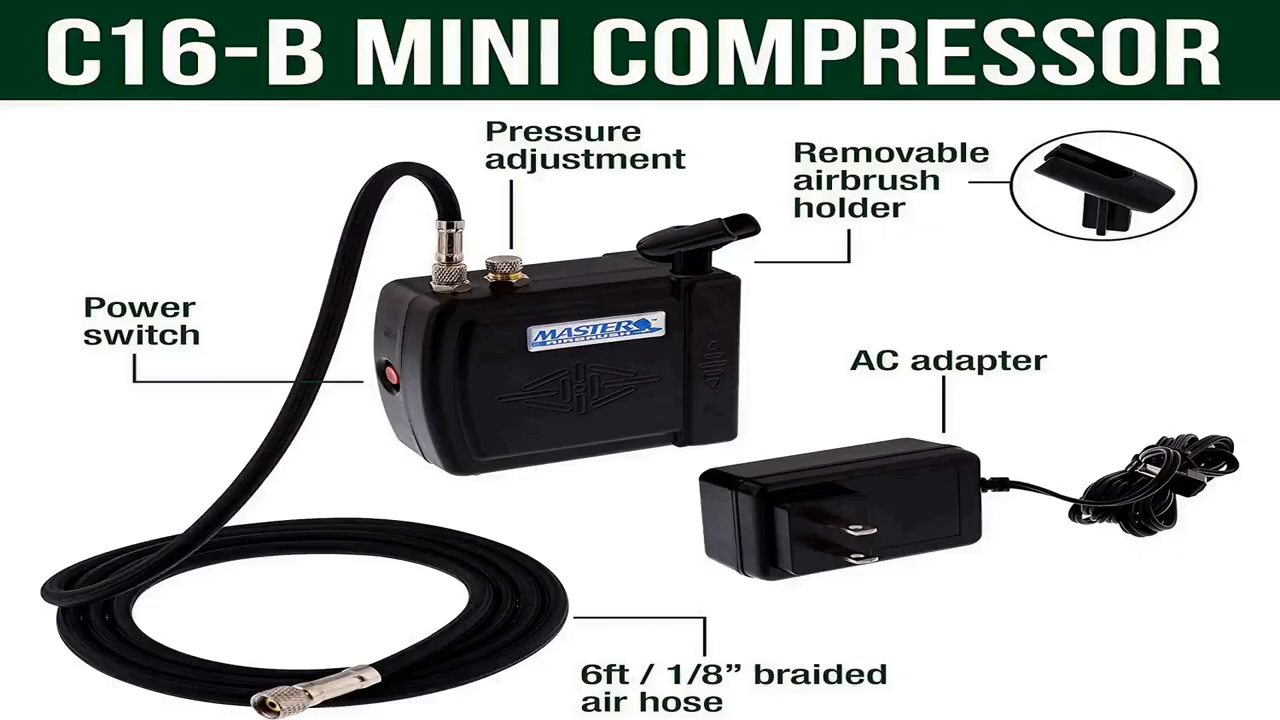 C16-B MINI COMPRESSOR
Pressure
adjustment
Removable
airbrush
holder
Power
switch
MASTER
AIRBRUSH
AC adapter
6ft / 1/8” braided
air hose